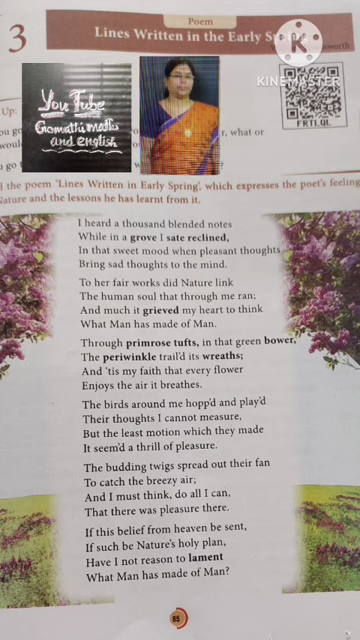 Poem
3
Lines Written in the Early
KINEMASTER
FRTLQL
You Tube
Gomathi maths
and english
Up:
r, what or
the poem 'Lines Written in Early Spring', which expresses the poet's feeling
Nature and the lessons he has learnt from it.
I heard a thousand blended notes
While in a grove I sate reclined,
In that sweet mood when pleasant thoughts
Bring sad thoughts to the mind.
To her fair works did Nature link
The human soul that through me ran;
And much it grieved my heart to think
What Man has made of Man.
Through primrose tufts, in that green bower,
The periwinkle trail'd its wreaths;
And 'tis my faith that every flower
Enjoys the air it breathes.
The birds around me hopp'd and play'd
Their thoughts I cannot measure,
But the least motion which they made
It seem'd a thrill of pleasure.
The budding twigs spread out their fan
To catch the breezy air;
And I must think, do all I can,
That there was pleasure there.
If this belief from heaven be sent,
If such be Nature's holy plan,
Have I not reason to lament
What Man has made of Man?
85